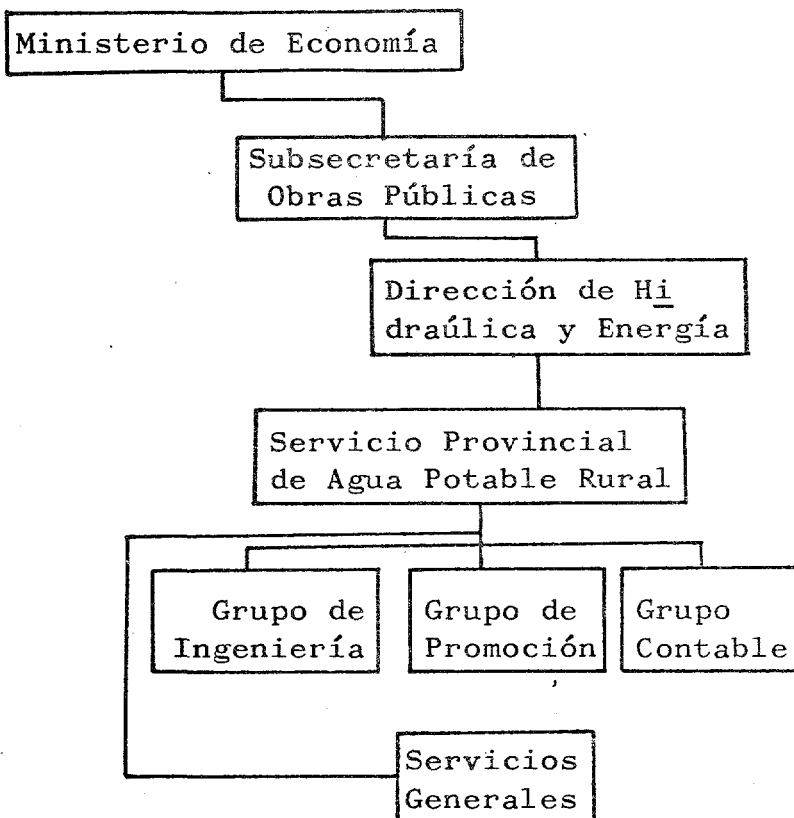 Ministerio de Economía
Subsecretaría de
Obras Públicas
Dirección de Hi
draúlica y Energía
Servicio Provincial
de Agua Potable Rural
Grupo de
Ingeniería
Grupo de
Promoción
Grupo
Contable
Servicios
Generales